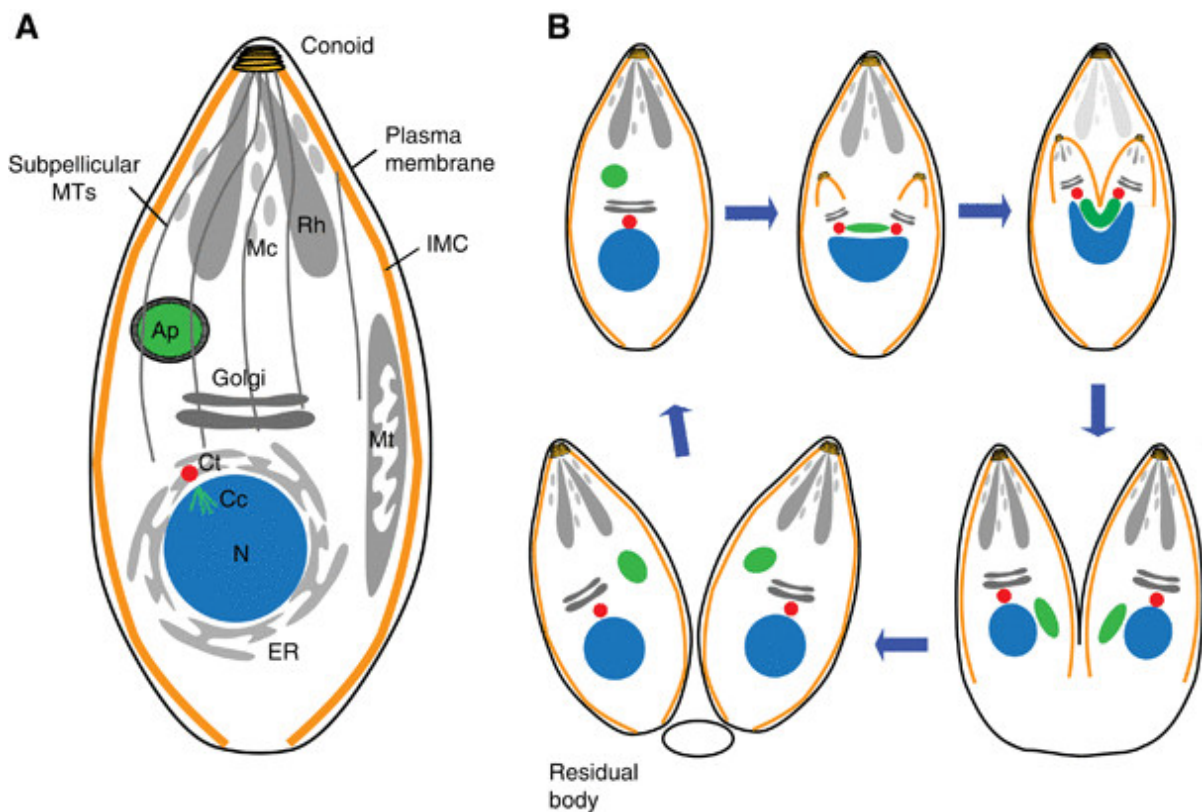 A
Conoid
Plasma
membrane
Subpellicular
MTs
Rh
Mc
IMC
Ap
Golgi
Mt
Ct
Cc
N
ER
B
Residual
body